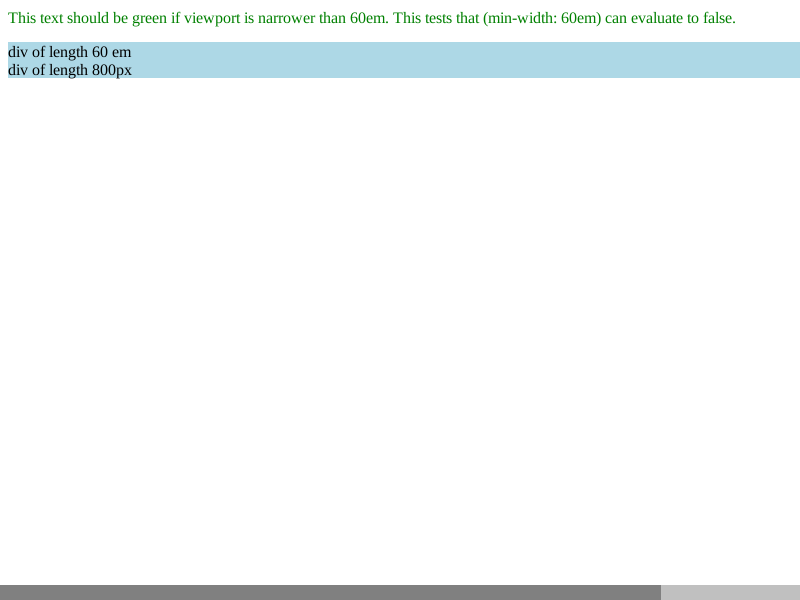 This text should be green if viewport is narrower than 60em. This tests that (min-width: 60em) can evaluate to false.
div of length 60 em
div of length 800px